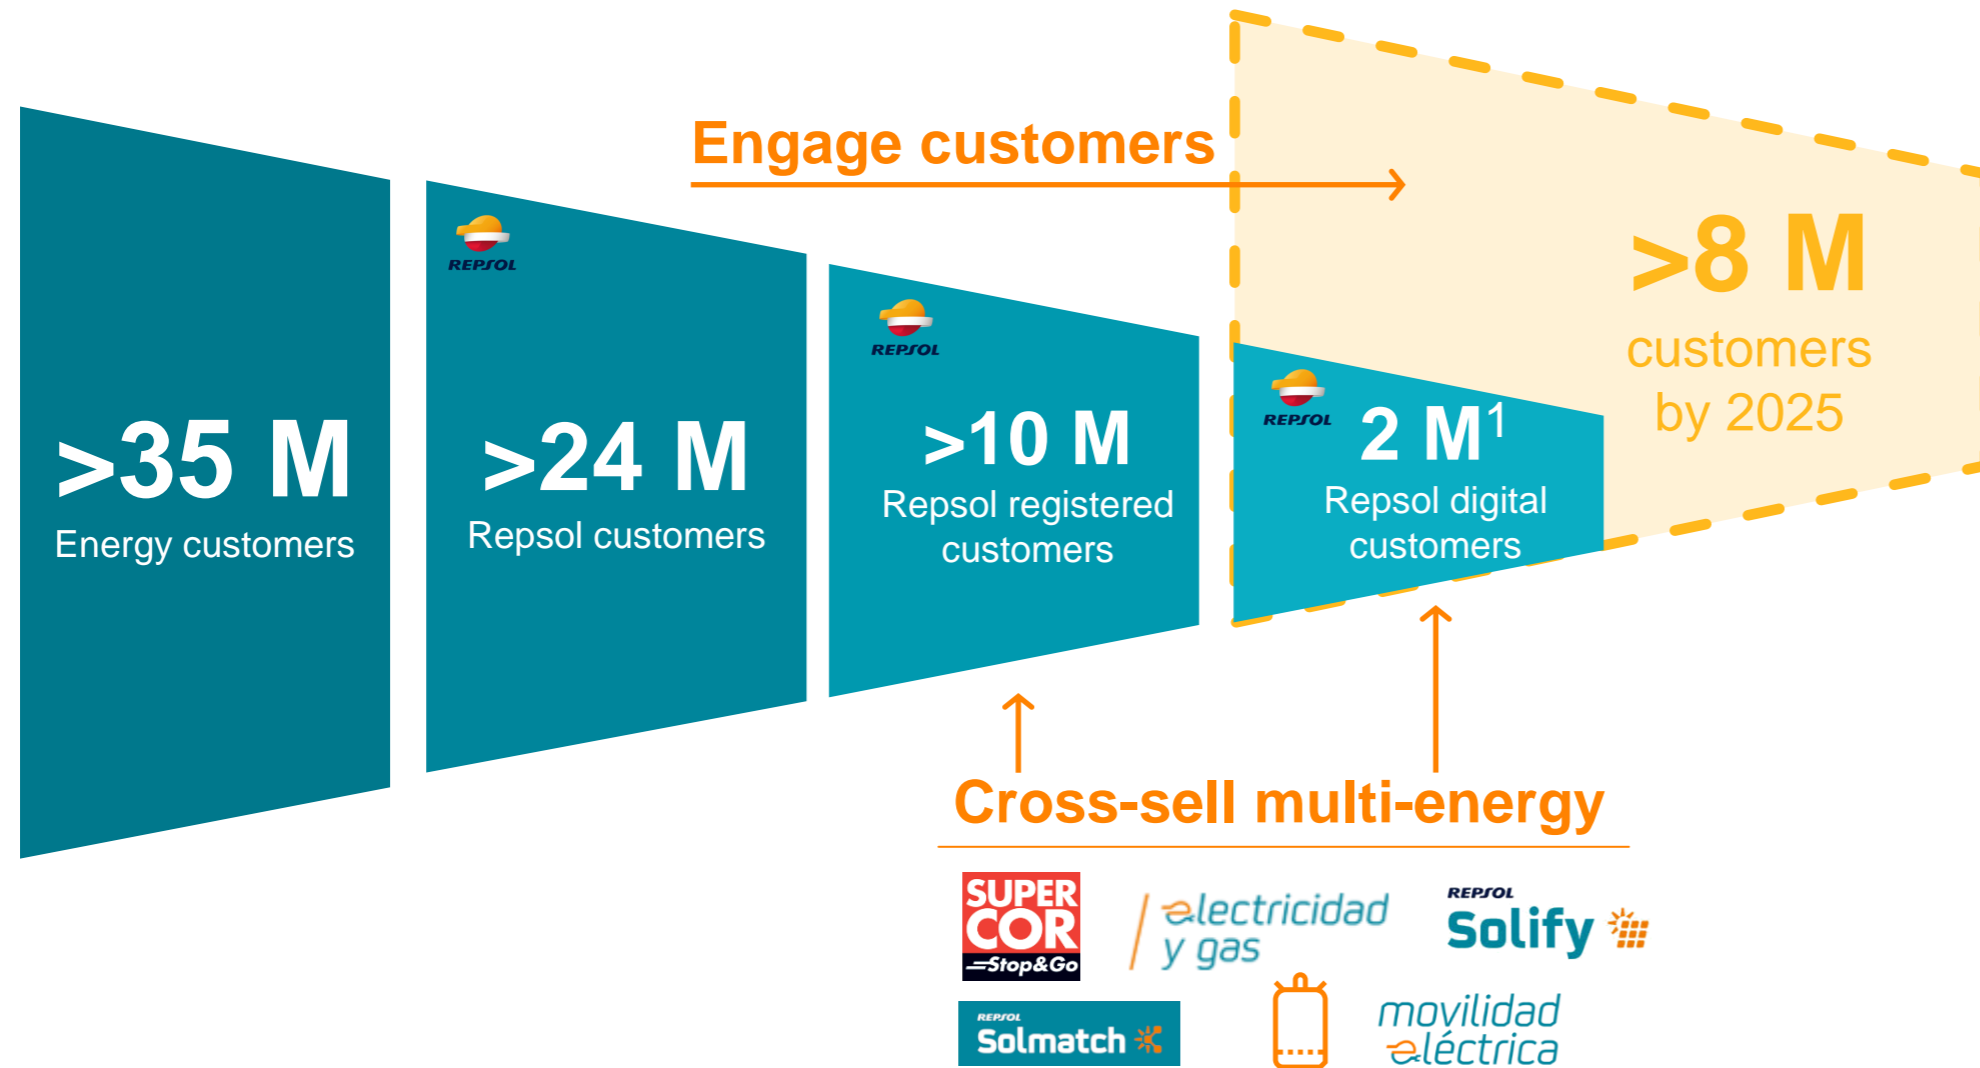 Engage customers
>8 M
customers
by 2025
>35 M
Energy customers
REPSOL
>24 M
Repsol customers
REPSOL
>10 M
Repsol registered
customers
REPSOL
2 M¹
Repsol digital
customers
Cross-sell multi-energy
SUPER
COR
Stop&Go
electricidad
y gas
REPSOL
Solify
REPSOL
Solmatch
movilidad
eléctrica